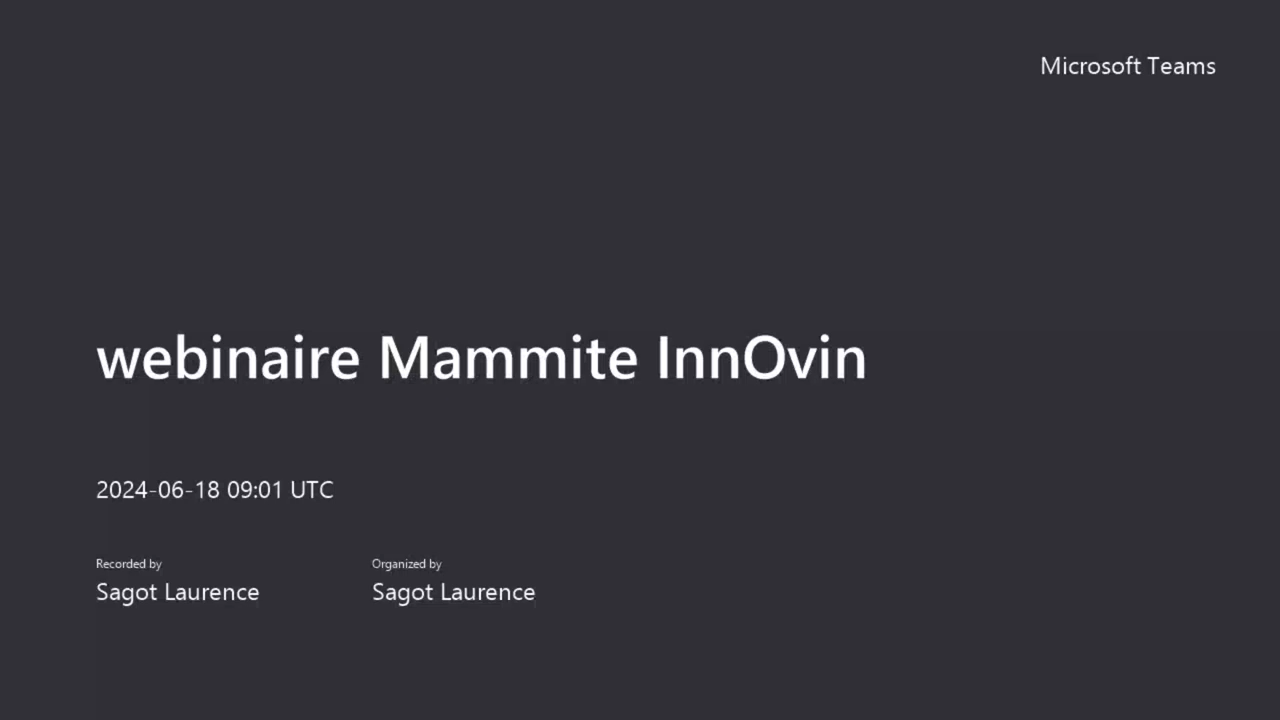 Microsoft Teams
webinaire Mammite InnOvin
2024-06-18 09:01 UTC
Recorded by
Sagot Laurence
Organized by
Sagot Laurence